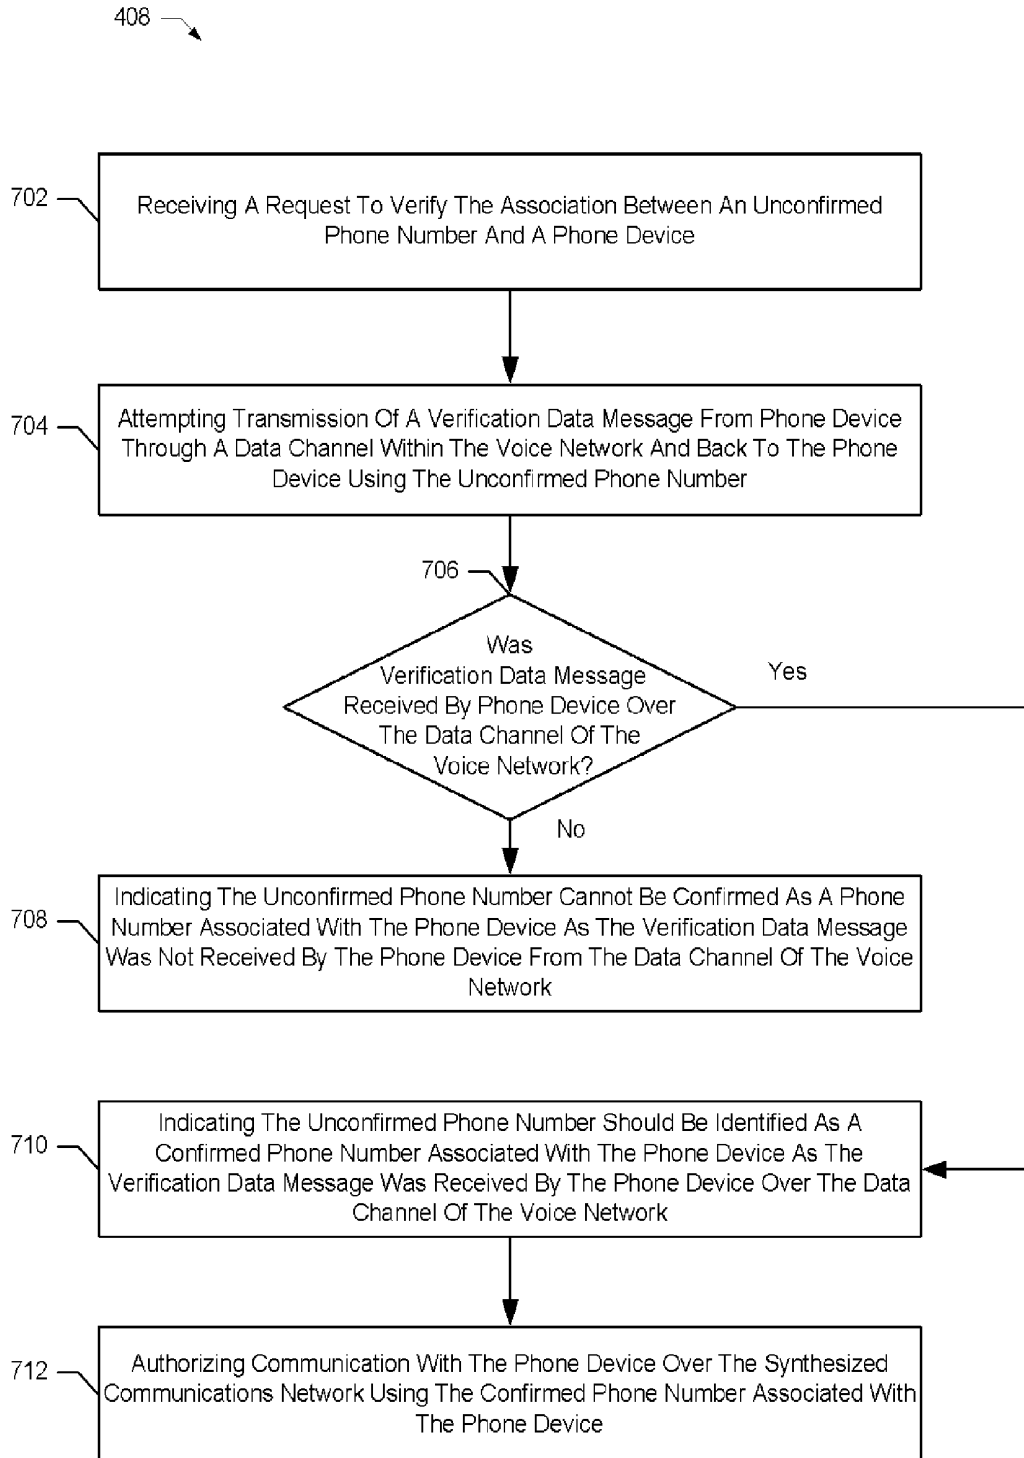 408
702
Receiving A Request To Verify The Association Between An Unconfirmed
Phone Number And A Phone Device
704
Attempting Transmission Of A Verification Data Message From Phone Device
Through A Data Channel Within The Voice Network And Back To The Phone
Device Using The Unconfirmed Phone Number
706
Was
Verification Data Message
Received By Phone Device Over
The Data Channel Of The
Voice Network?
Yes
No
708
Indicating The Unconfirmed Phone Number Cannot Be Confirmed As A Phone
Number Associated With The Phone Device As The Verification Data Message
Was Not Received By The Phone Device From The Data Channel Of The Voice
Network
710
Indicating The Unconfirmed Phone Number Should Be Identified As A
Confirmed Phone Number Associated With The Phone Device As The
Verification Data Message Was Received By The Phone Device Over The Data
Channel Of The Voice Network
712
Authorizing Communication With The Phone Device Over The Synthesized
Communications Network Using The Confirmed Phone Number Associated With
The Phone Device